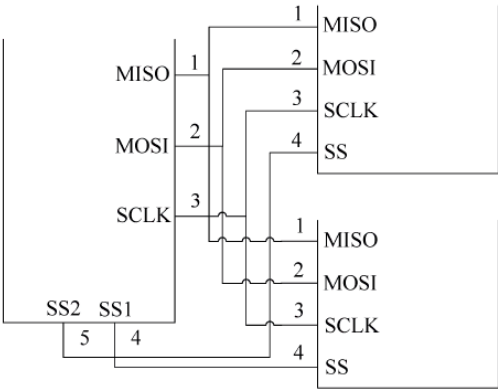 MISO 1
MOSI 2
SCLK 3
SS2 SS1
5 4
1 MISO
2 MOSI
3 SCLK
4 SS
1 MISO
2 MOSI
3 SCLK
4 SS